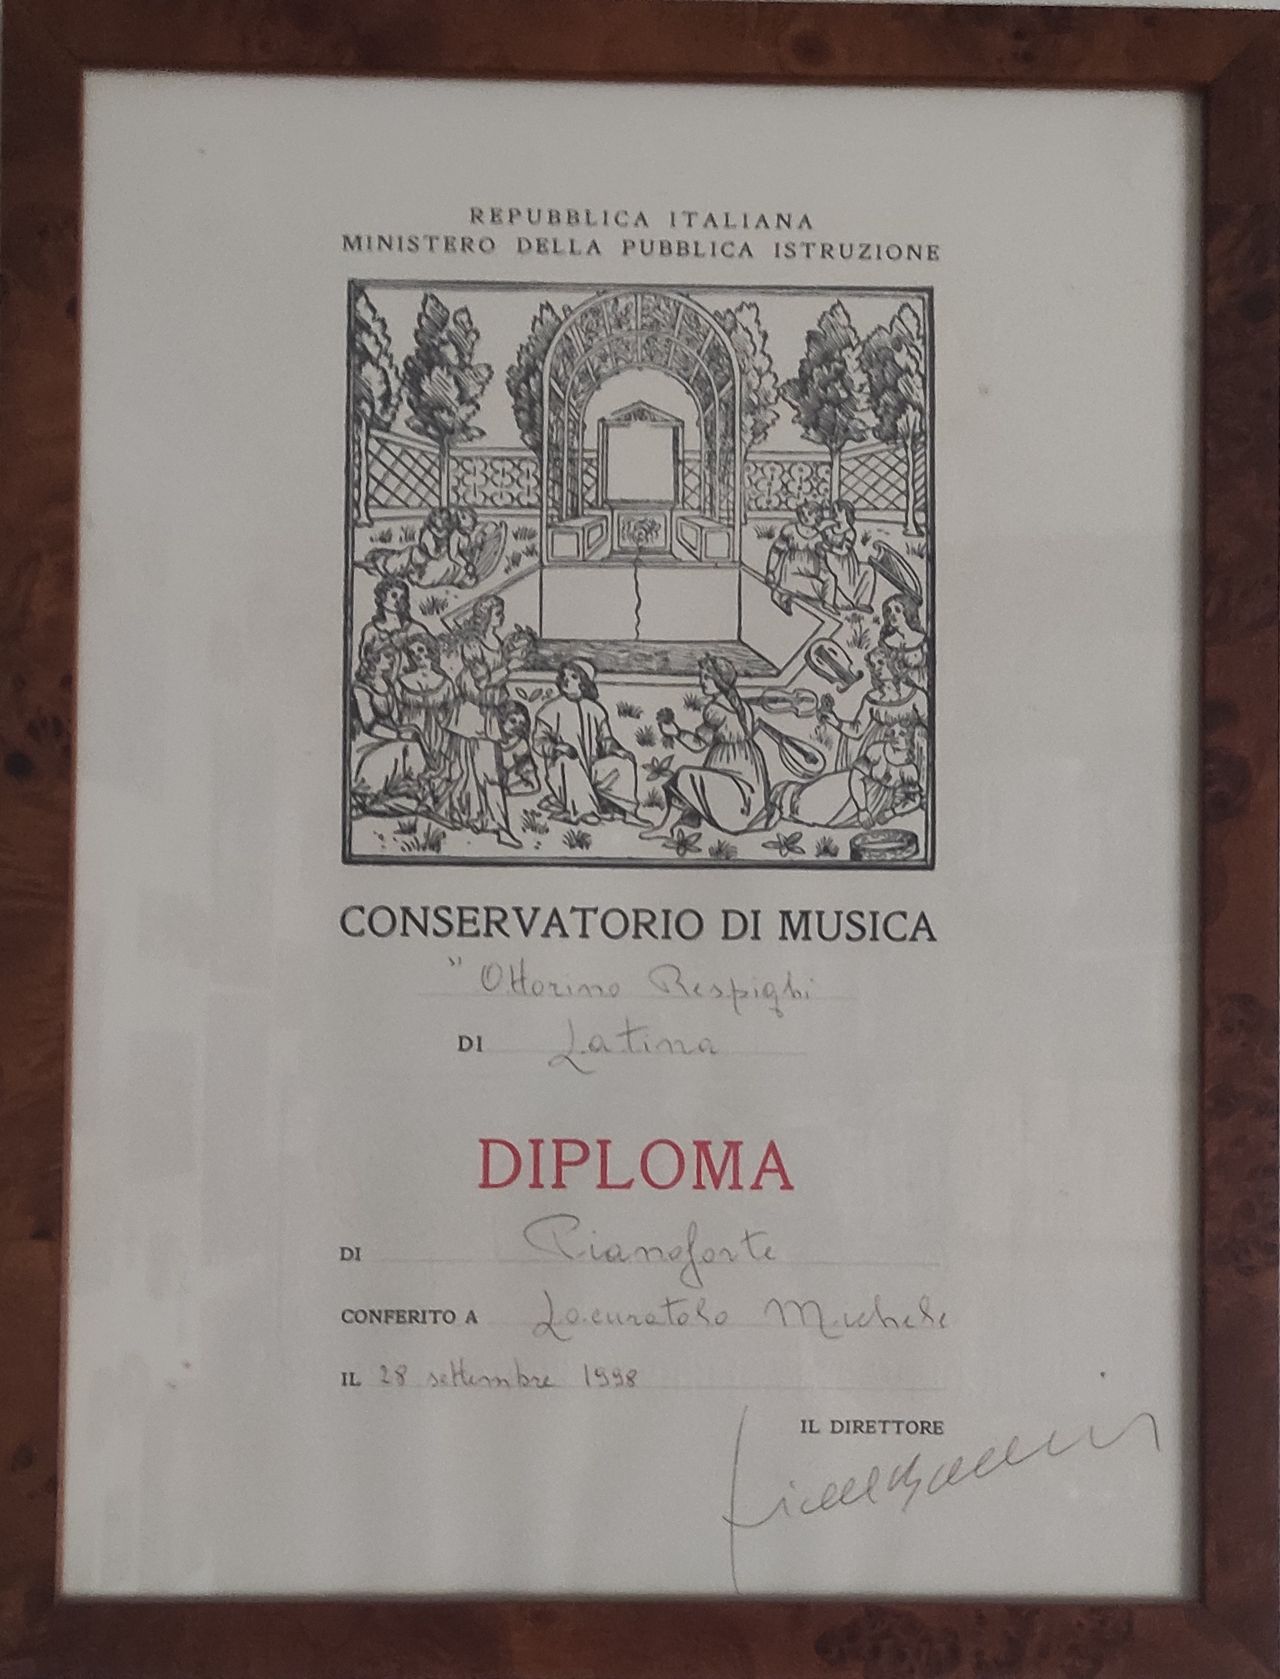 REPUBBLICA ITALIANA
MINISTERO DELLA PUBBLICA ISTRUZIONE
CONSERVATORIO DI MUSICA
" Ottorino Respighi
DI Latina
DIPLOMA
DI Pianoforte
CONFERITO A Locuratolo Michele
IL 28 settembre 1998
IL DIRETTORE